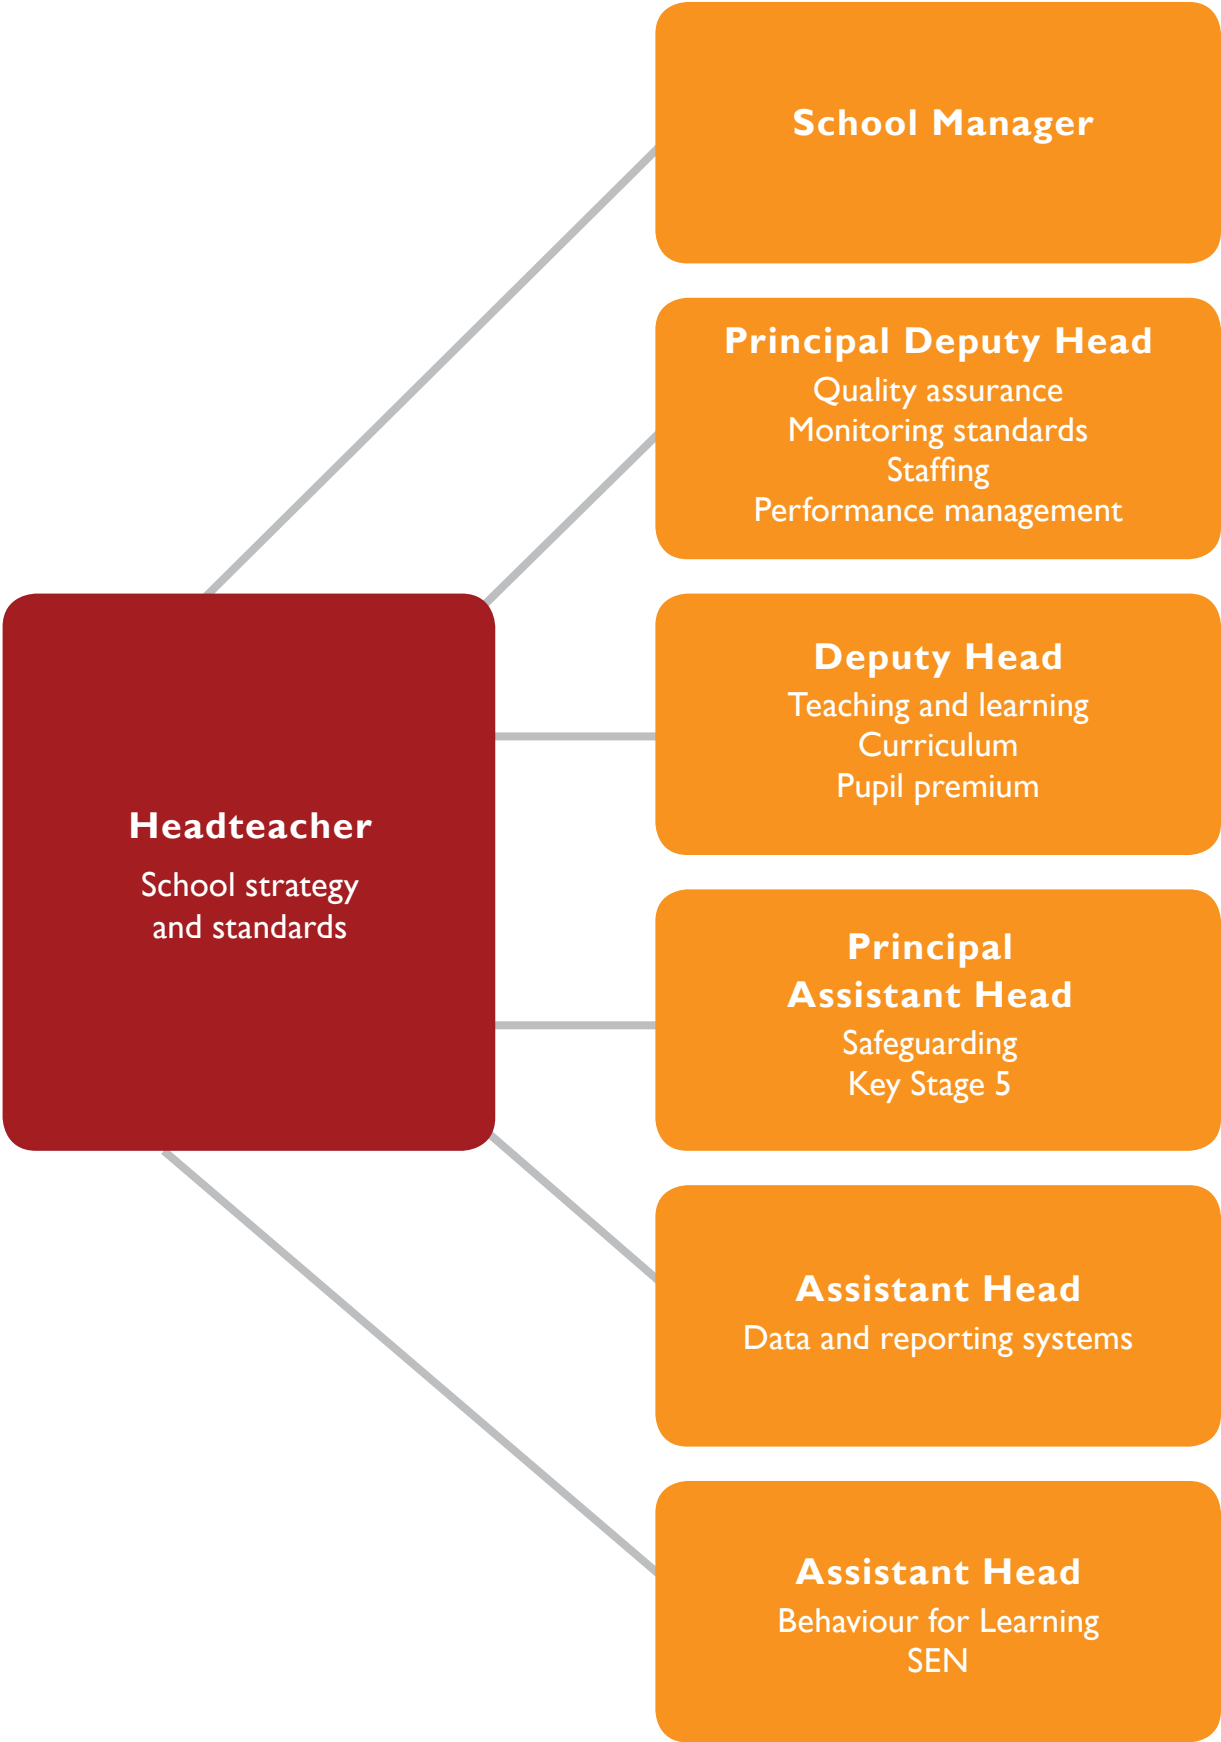 School Manager
Principal Deputy Head
Quality assurance
Monitoring standards
Staffing
Performance management
Deputy Head
Teaching and learning
Curriculum
Pupil premium
Headteacher
School strategy
and standards
Principal
Assistant Head
Safeguarding
Key Stage 5
Assistant Head
Data and reporting systems
Assistant Head
Behaviour for Learning
SEN